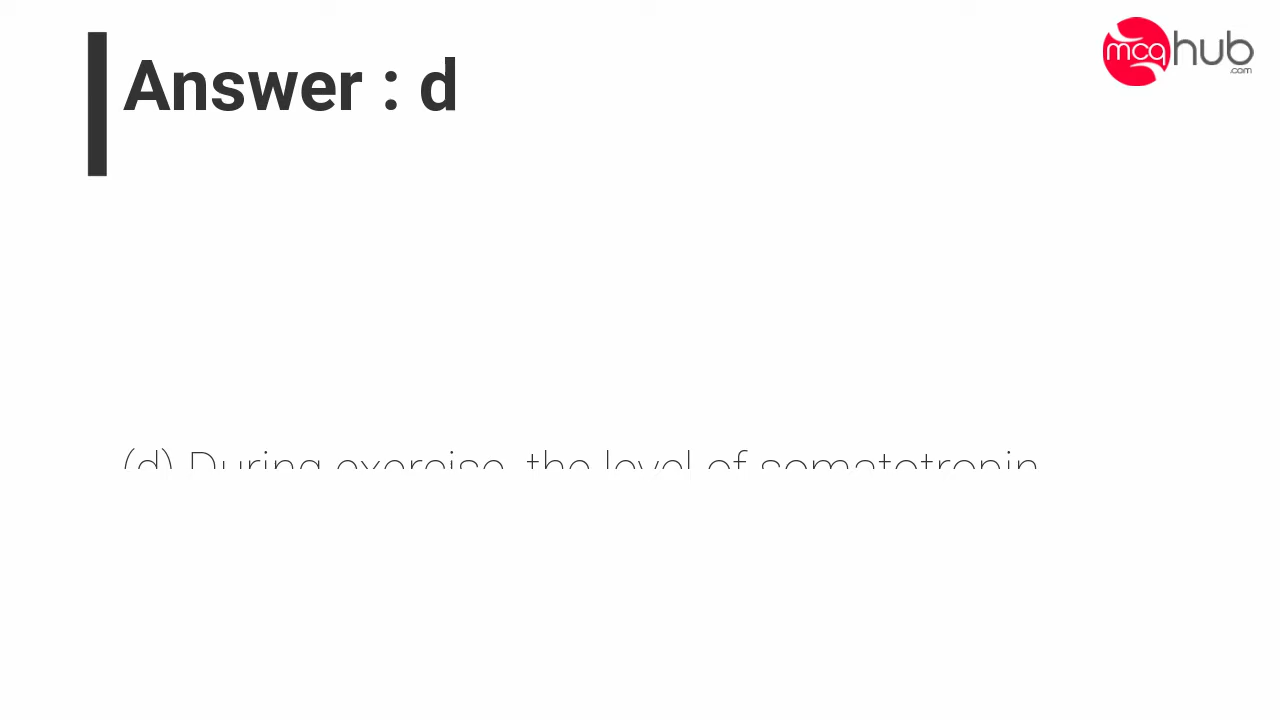 mcqhub
.com
Answer : d
(d) During exercise, the level of somatotropin